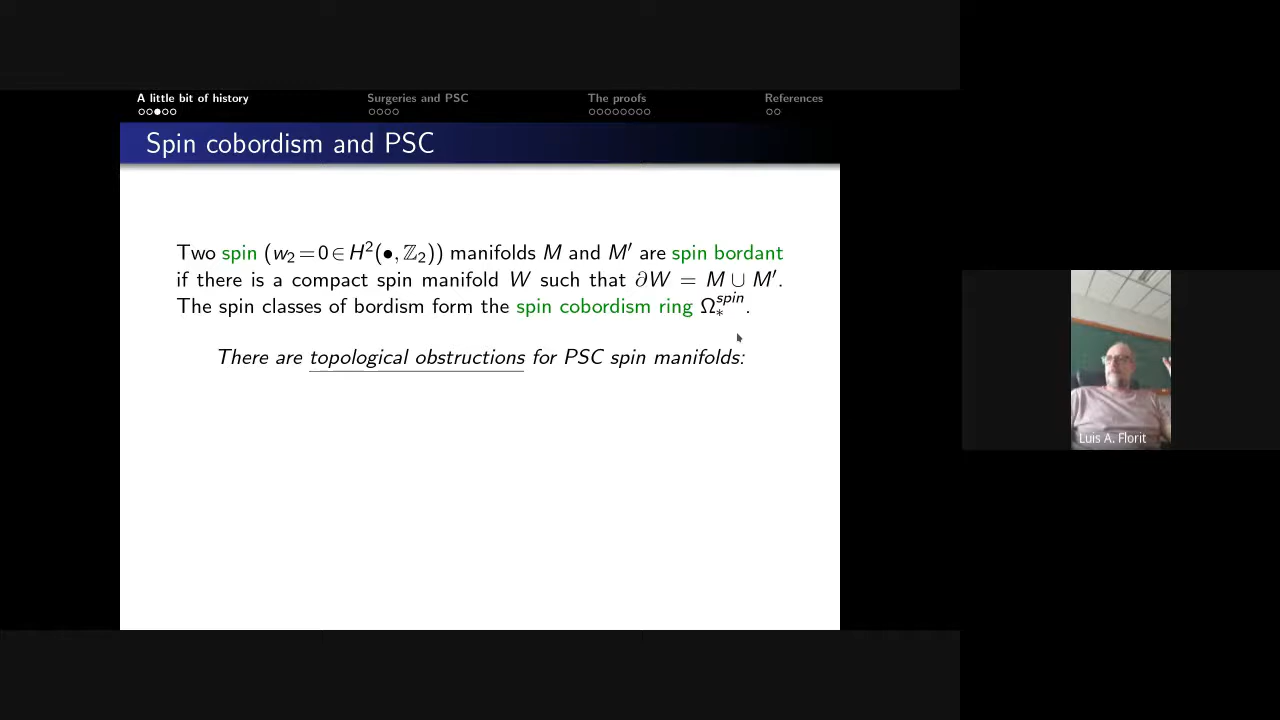 A little bit of history
Surgeries and PSC
The proofs
References
Spin cobordism and PSC
Two spin (w₂=0∈H²(•,ℤ₂)) manifolds M and M′ are spin bordant
if there is a compact spin manifold W such that ∂W = M ∪ M′.
The spin classes of bordism form the spin cobordism ring Ω_*^{spin}.
There are topological obstructions for PSC spin manifolds:
Luis A. Florit